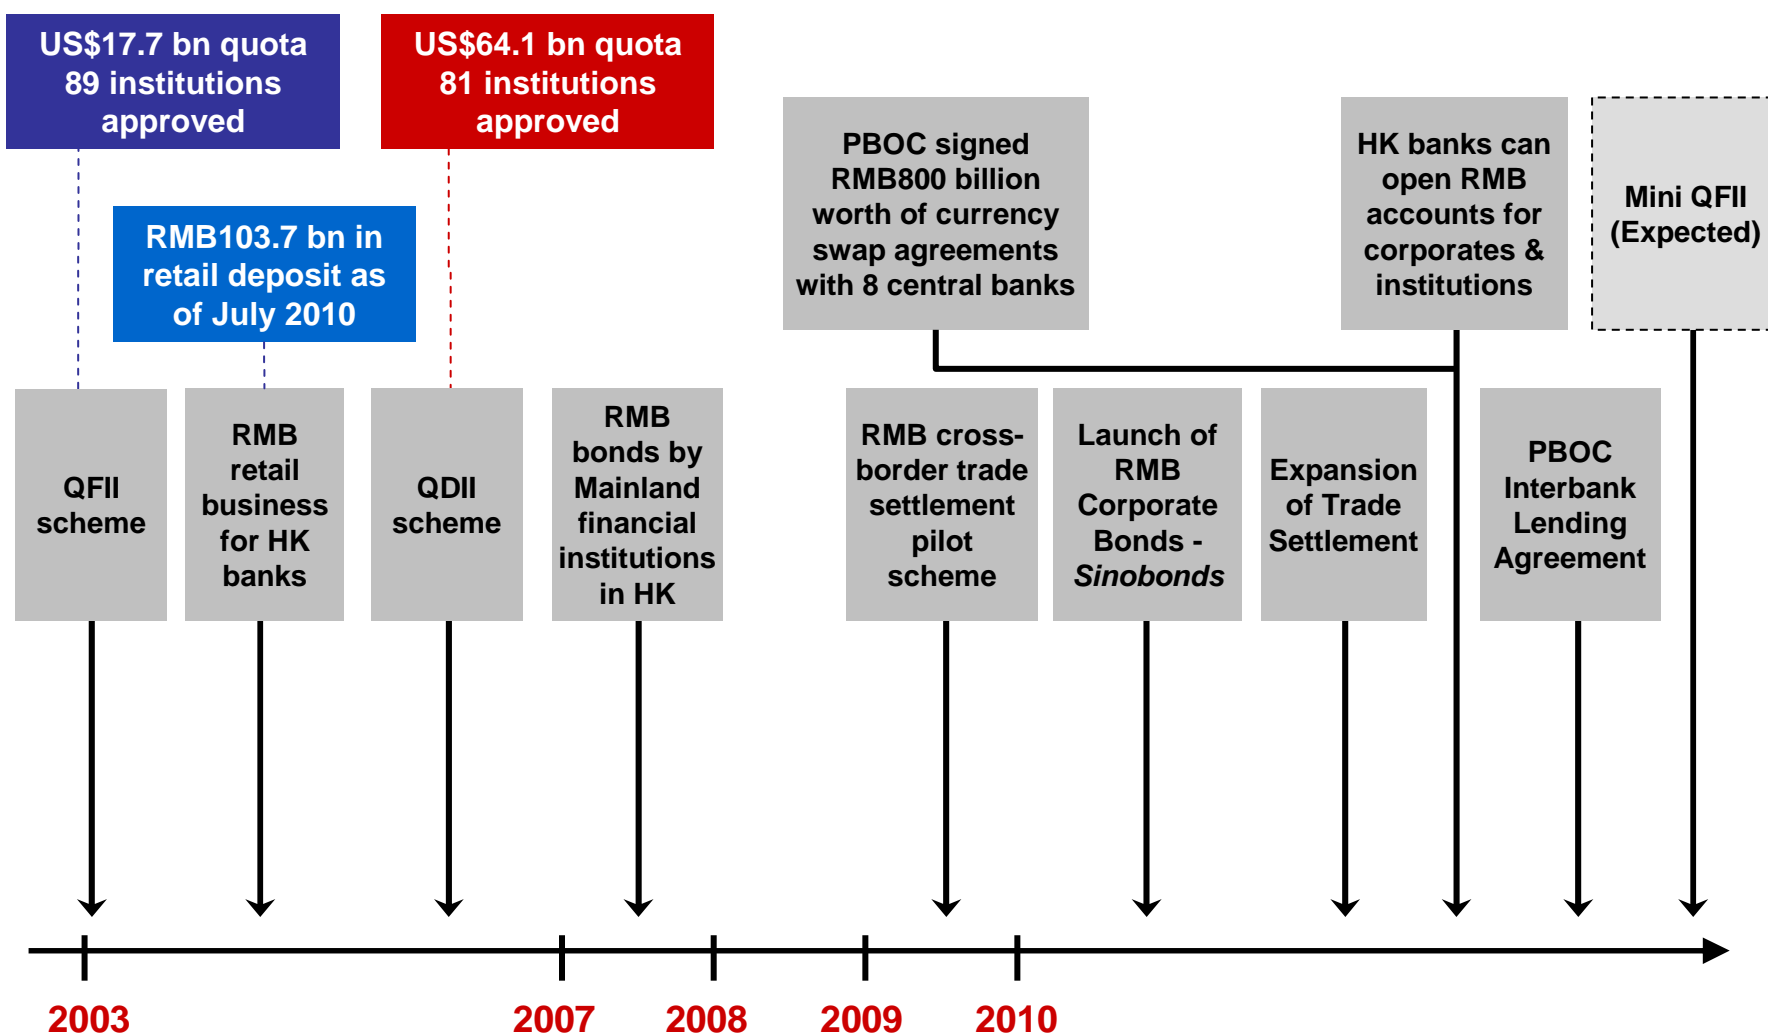 US$17.7 bn quota
89 institutions
approved
US$64.1 bn quota
81 institutions
approved
RMB103.7 bn in
retail deposit as
of July 2010
PBOC signed
RMB800 billion
worth of currency
swap agreements
with 8 central banks
HK banks can
open RMB
accounts for
corporates &
institutions
Mini QFII
(Expected)
QFII
scheme
RMB
retail
business
for HK
banks
QDII
scheme
RMB
bonds by
Mainland
financial
institutions
in HK
RMB cross-
border trade
settlement
pilot
scheme
Launch of
RMB
Corporate
Bonds -
Sinobonds
Expansion
of Trade
Settlement
PBOC
Interbank
Lending
Agreement
2003
2007
2008
2009
2010